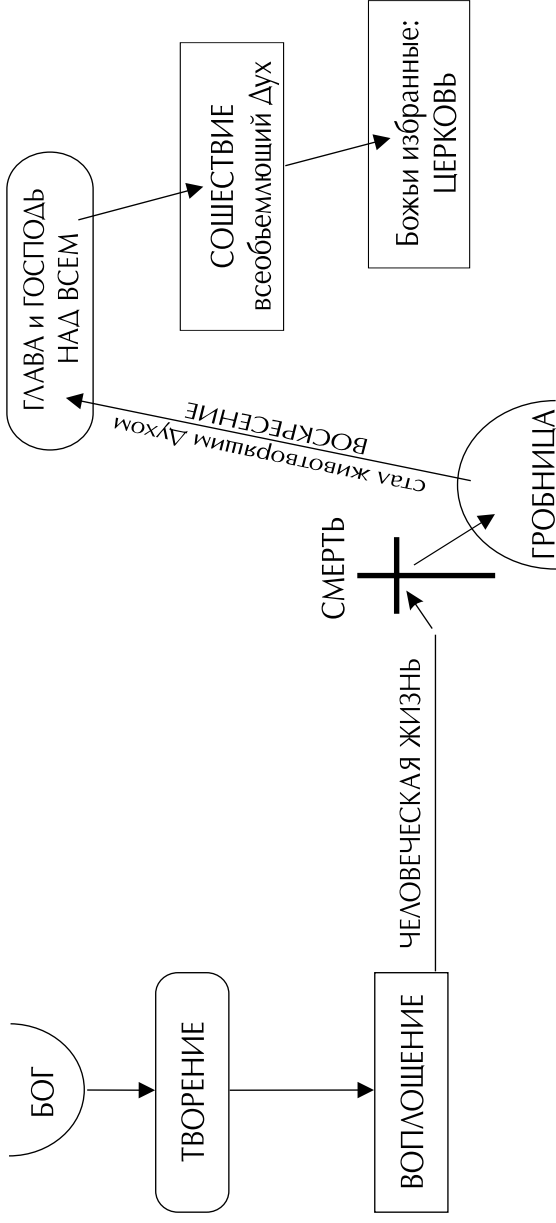 БОГ
ТВОРЕНИЕ
ВОПЛОЩЕНИЕ
ЧЕЛОВЕЧЕСКАЯ ЖИЗНЬ
СМЕРТЬ
ГРОБНИЦА
ВОСКРЕСЕНИЕ
стал животворящим Духом
ГЛАВА и ГОСПОДЬ
НАД ВСЕМ
СОШЕСТВИЕ
всеобъемлющий Дух
Божьи избранные:
ЦЕРКОВЬ